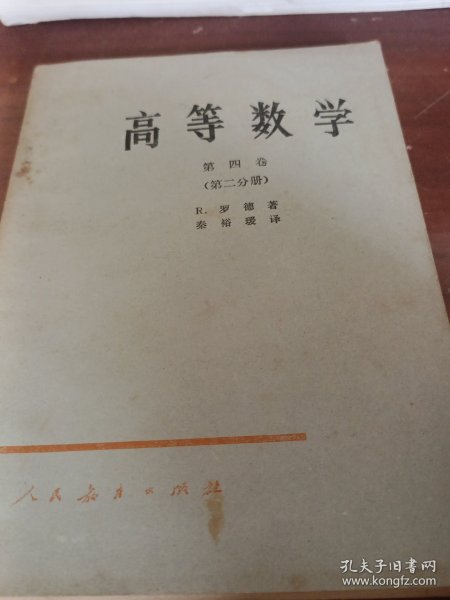 高等数学
第四卷
(第二分册)
R. 罗德著
秦裕瑗译
人民教育出版社
孔夫子旧书网
www.kongfz.com